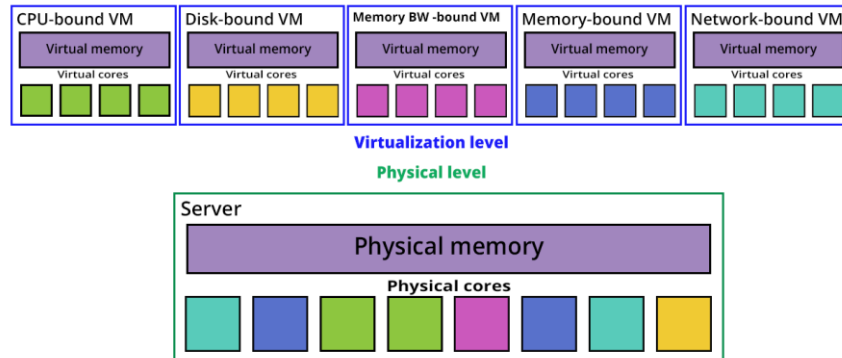 CPU-bound VM
Virtual memory
Virtual cores
Disk-bound VM
Virtual memory
Virtual cores
Memory BW -bound VM
Virtual memory
Virtual cores
Memory-bound VM
Virtual memory
Virtual cores
Network-bound VM
Virtual memory
Virtual cores
Virtualization level
Physical level
Server
Physical memory
Physical cores